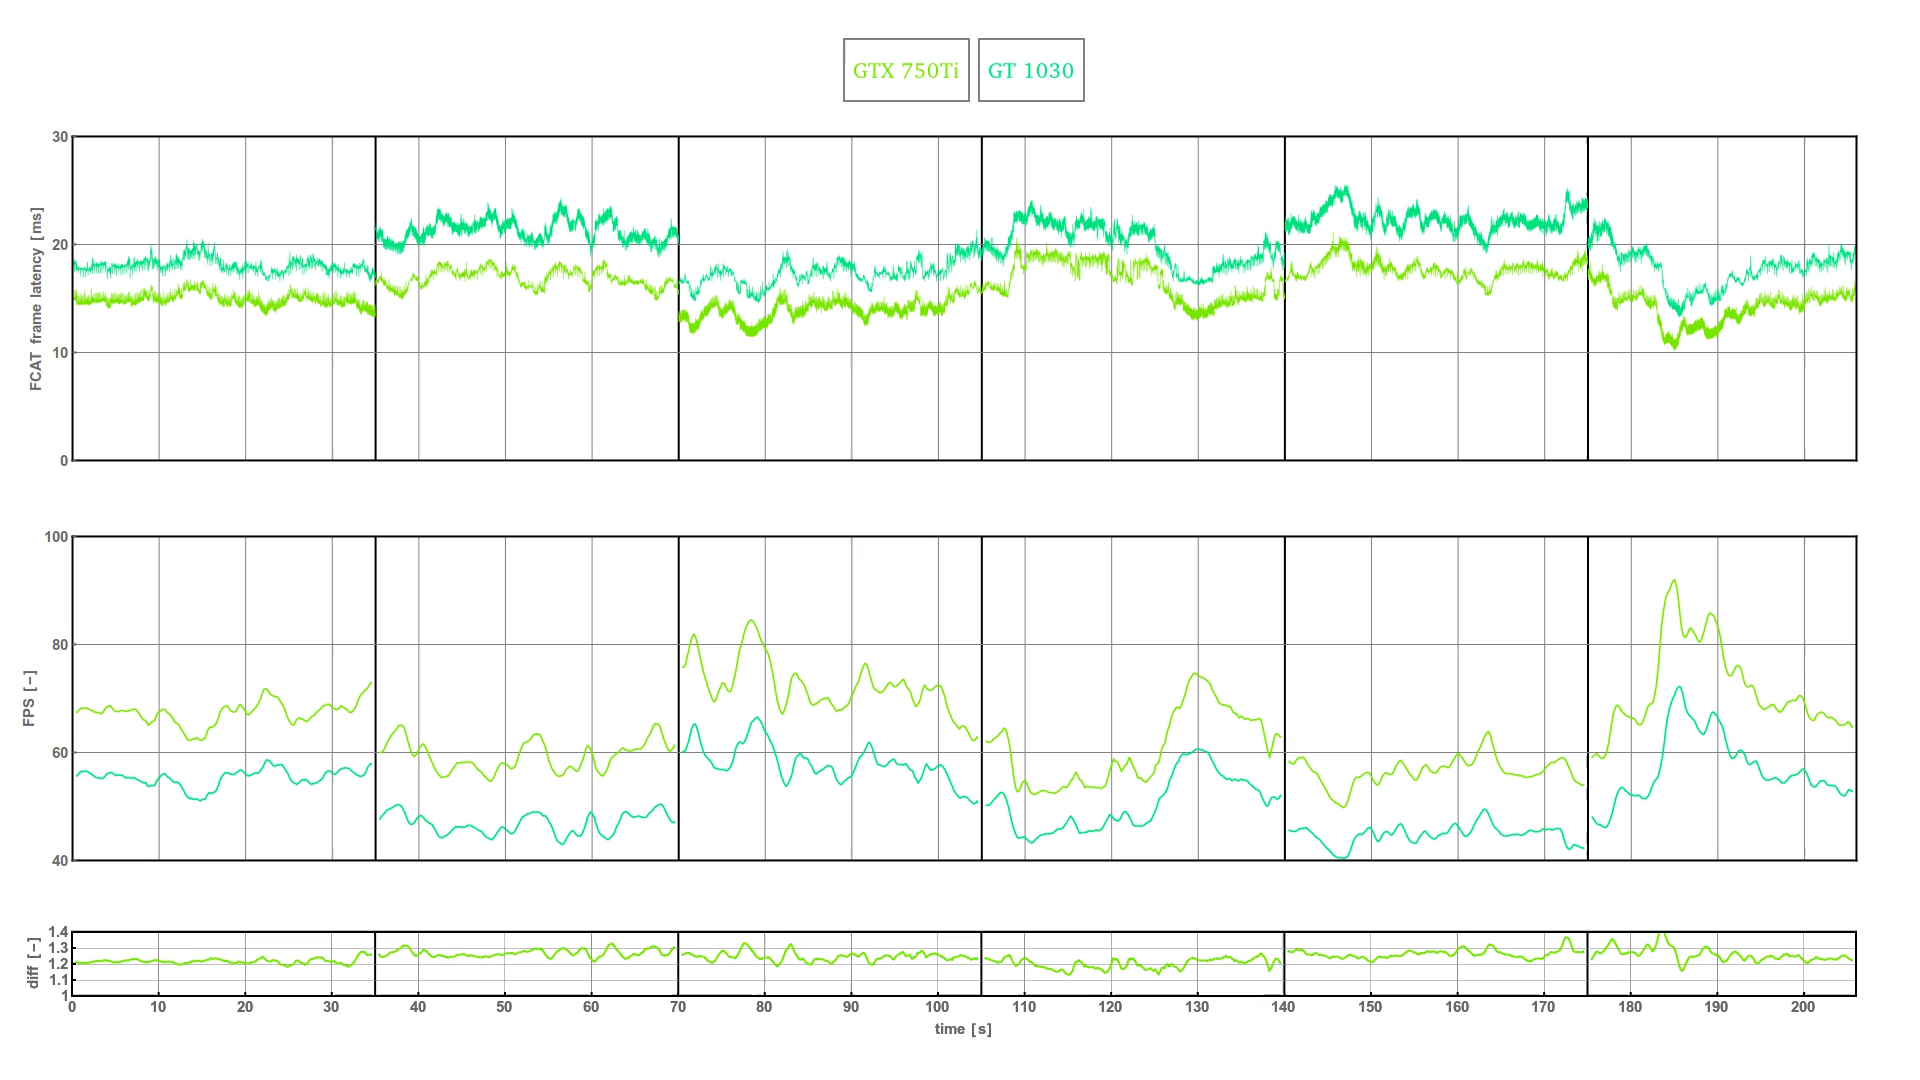 GTX 750Ti GT 1030
FCAT frame latency [ms]
30
20
10
0
FPS [−]
100
80
60
40
diff [−]
1.4
1.3
1.2
1.1
1
0 10 20 30 40 50 60 70 80 90 100 110 120 130 140 150 160 170 180 190 200
time [s]